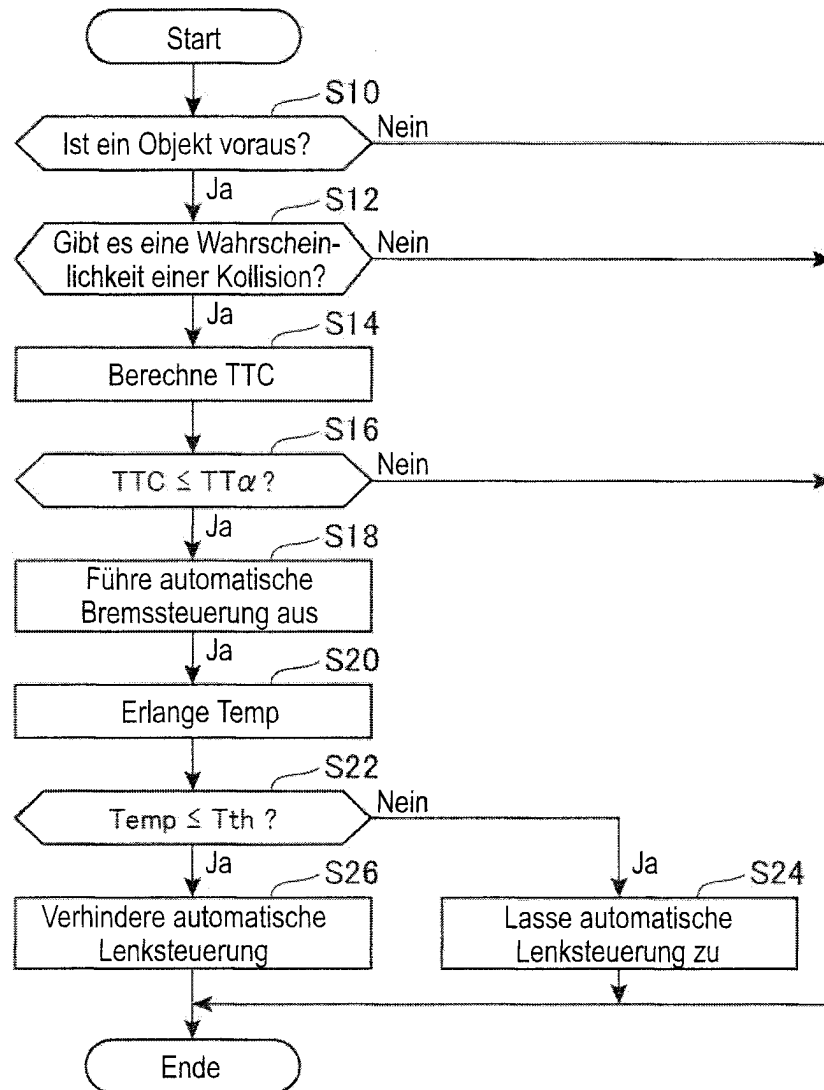 Start
S10
Ist ein Objekt voraus?
Nein
Ja
S12
Gibt es eine Wahrschein-
lichkeit einer Kollision?
Nein
Ja
S14
Berechne TTC
S16
TTC ≦ TTα ?
Nein
Ja
S18
Führe automatische
Bremssteuerung aus
Ja
S20
Erlange Temp
S22
Temp ≦ Tth ?
Nein
Ja
S26
Verhindere automatische
Lenksteuerung
Ja
S24
Lasse automatische
Lenksteuerung zu
Ende